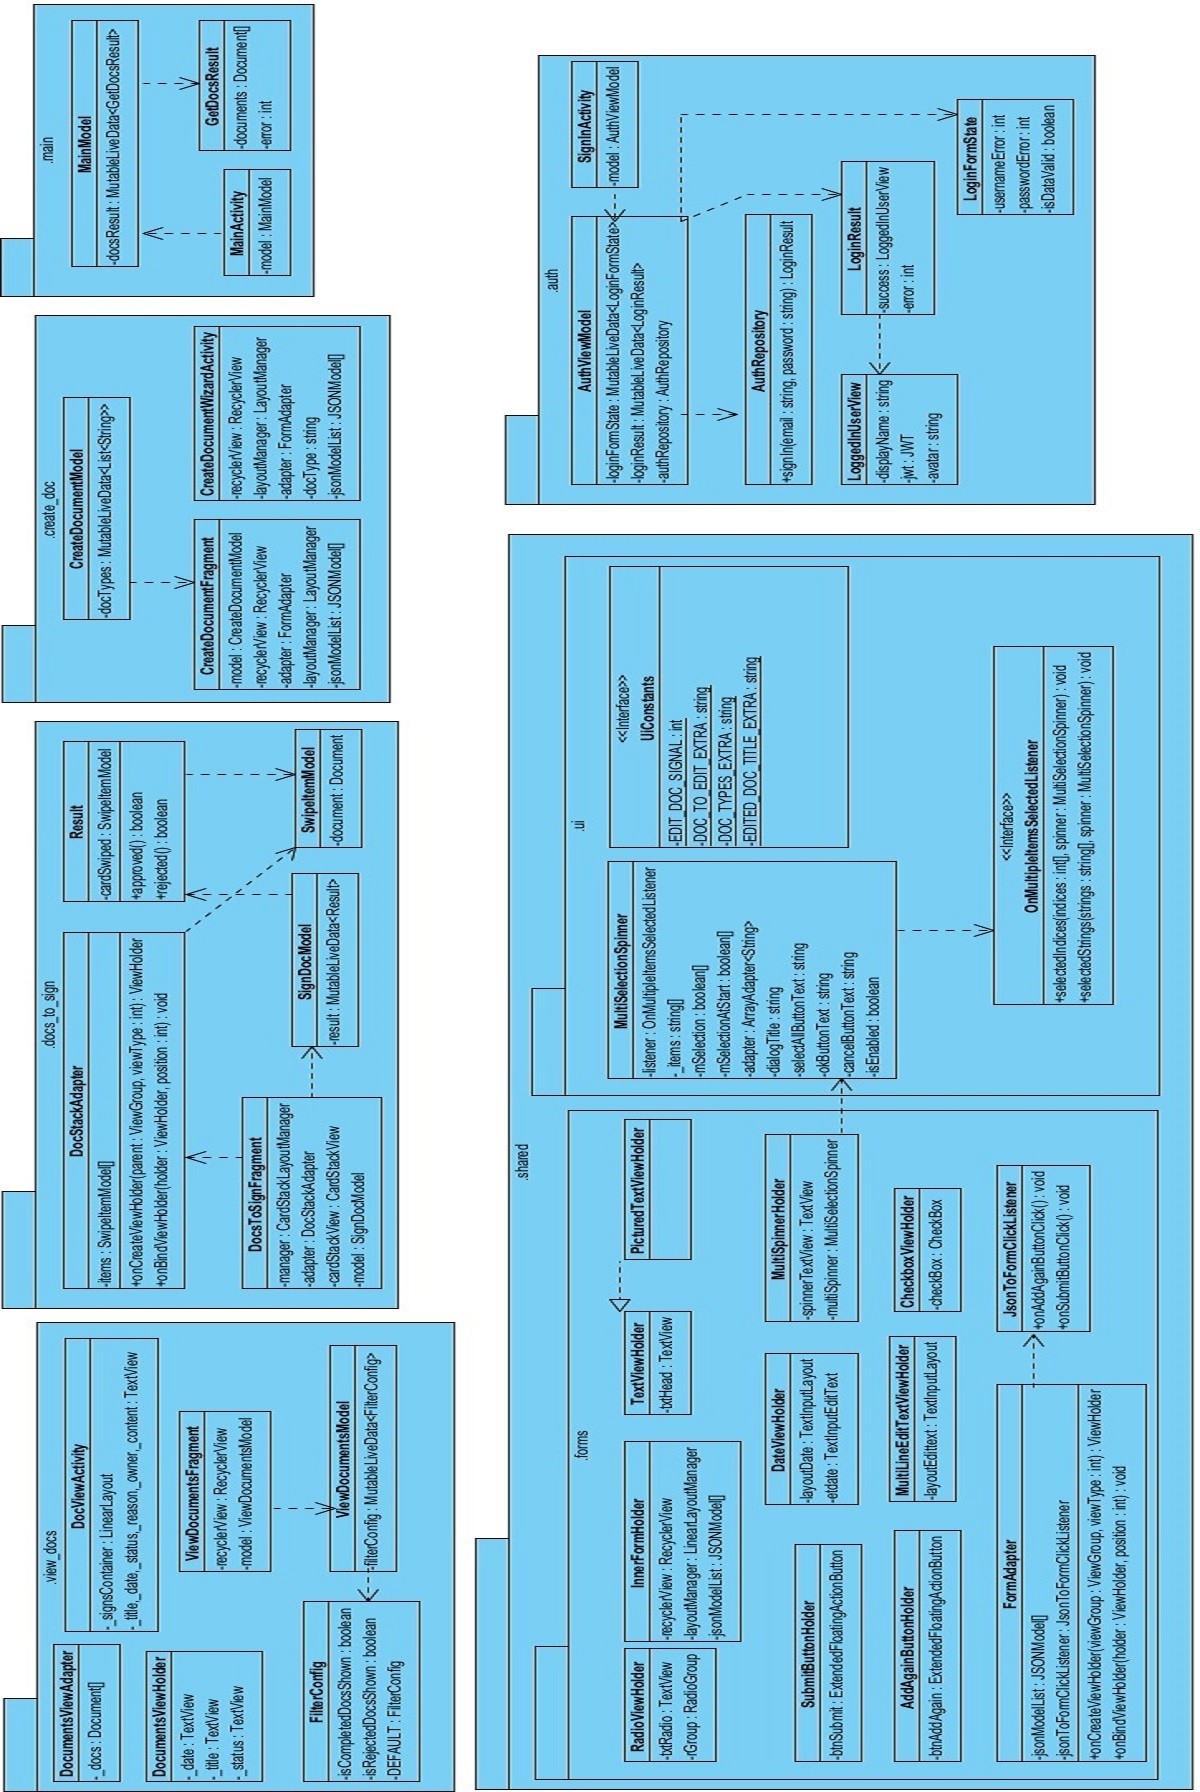 .view_docs
DocumentsViewAdapter
-_docs : Document[]
DocViewActivity
-_signsContainer : LinearLayout
-_title,_date,_status,_reason,_owner,_content : TextView
DocumentsViewHolder
-_date : TextView
-_title : TextView
-_status : TextView
ViewDocumentsFragment
-recyclerView : RecyclerView
-model : ViewDocumentsModel
FilterConfig
-isCompletedDocsShown : boolean
-isRejectedDocsShown : boolean
-DEFAULT : FilterConfig
ViewDocumentsModel
-filterConfig : MutableLiveData<FilterConfig>
.docs_to_sign
DocStackAdapter
-items : SwipeItemModel[]
+onCreateViewHolder(parent : ViewGroup, viewType : int) : ViewHolder
+onBindViewHolder(holder : ViewHolder, position : int) : void
Result
-cardSwiped : SwipeItemModel
+approved() : boolean
+rejected() : boolean
DocsToSignFragment
-manager : CardStackLayoutManager
-adapter : DocStackAdapter
-cardStackView : CardStackView
-model : SignDocModel
SignDocModel
-result : MutableLiveData<Result>
SwipeItemModel
-document : Document
.create_doc
CreateDocumentModel
-docTypes : MutableLiveData<List<String>>
CreateDocumentFragment
-model : CreateDocumentModel
-recyclerView : RecyclerView
-adapter : FormAdapter
-layoutManager : LayoutManager
-jsonModelList : JSONModel[]
CreateDocumentWizardActivity
-recyclerView : RecyclerView
-layoutManager : LayoutManager
-adapter : FormAdapter
-docType : string
-jsonModelList : JSONModel[]
.main
MainModel
-docsResult : MutableLiveData<GetDocsResult>
MainActivity
-model : MainModel
GetDocsResult
-documents : Document[]
-error : int
.shared
.forms
RadioViewHolder
-txtRadio : TextView
-rGroup : RadioGroup
InnerFormHolder
-recyclerView : RecyclerView
-layoutManager : LinearLayoutManager
-jsonModelList : JSONModel[]
TextViewHolder
-txtHead : TextView
PicturedTextViewHolder
SubmitButtonHolder
-btnSubmit : ExtendedFloatingActionButton
DateViewHolder
-layoutDate : TextInputLayout
-etdate : TextInputEditText
MultiSpinnerHolder
-spinnerTextView : TextView
-multiSpinner : MultiSelectionSpinner
AddAgainButtonHolder
-btnAddAgain : ExtendedFloatingActionButton
MultiLineEditTextViewHolder
-layoutEdittext : TextInputLayout
CheckboxViewHolder
-checkBox : CheckBox
FormAdapter
-jsonModelList : JSONModel[]
-jsonToFormClickListener : JsonToFormClickListener
+onCreateViewHolder(viewGroup : ViewGroup, viewType : int) : ViewHolder
+onBindViewHolder(holder : ViewHolder, position : int) : void
JsonToFormClickListener
+onAddAgainButtonClick() : void
+onSubmitButtonClick() : void
.ui
MultiSelectionSpinner
-listener : OnMultipleItemsSelectedListener
-_items : string[]
-mSelection : boolean[]
-mSelectionAtStart : boolean[]
-adapter : ArrayAdapter<String>
-dialogTitle : string
-selectAllButtonText : string
-okButtonText : string
-cancelButtonText : string
-isEnabled : boolean
<<Interface>>
UiConstants
-EDIT_DOC_SIGNAL : int
-DOC_TO_EDIT_EXTRA : string
-DOC_TYPES_EXTRA : string
-EDITED_DOC_TITLE_EXTRA : string
<<Interface>>
OnMultipleItemsSelectedListener
+selectedIndices(indices : int[], spinner : MultiSelectionSpinner) : void
+selectedStrings(strings : string[], spinner : MultiSelectionSpinner) : void
.auth
AuthViewModel
-loginFormState : MutableLiveData<LoginFormState>
-loginResult : MutableLiveData<LoginResult>
-authRepository : AuthRepository
SignInActivity
-model : AuthViewModel
AuthRepository
+signIn(email : string, password : string) : LoginResult
LoggedInUserView
-displayName : string
-jwt : JWT
-avatar : string
LoginResult
-success : LoggedInUserView
-error : int
LoginFormState
-usernameError : int
-passwordError : int
-isDataValid : boolean